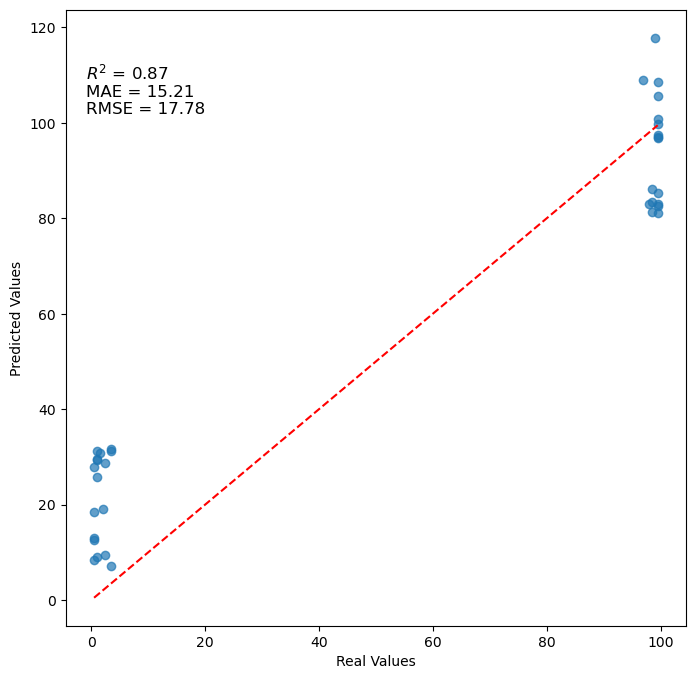 120
100
80
60
40
20
0
R² = 0.87
MAE = 15.21
RMSE = 17.78
Predicted Values
0 20 40 60 80 100
Real Values